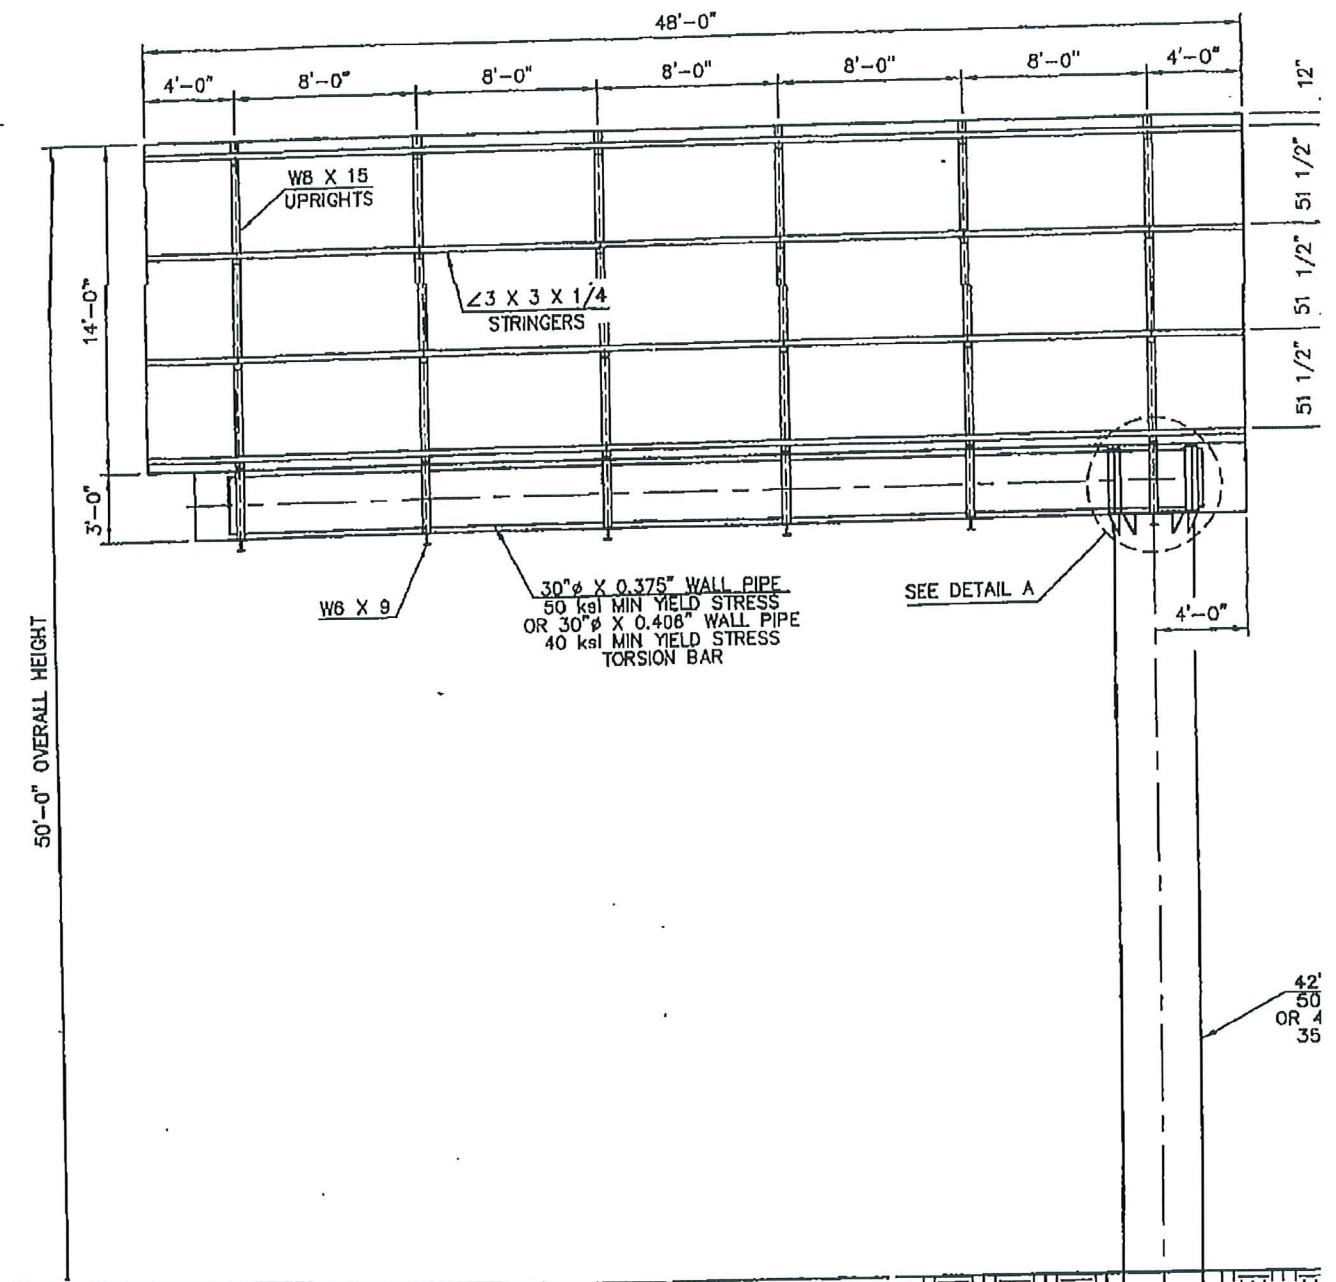 48'-0"
4'-0"
8'-0"
8'-0"
8'-0"
8'-0"
8'-0"
4'-0"
12"
51 1/2"
51 1/2"
51 1/2"
W8 X 15
UPRIGHTS
∠3 X 3 X 1/4
STRINGERS
14'-0"
3'-0"
50'-0" OVERALL HEIGHT
W6 X 9
30"ø X 0.375" WALL PIPE
50 ksi MIN YIELD STRESS
OR 30"ø X 0.406" WALL PIPE
40 ksi MIN YIELD STRESS
TORSION BAR
SEE DETAIL A
4'-0"
42'
50
OR 4
35